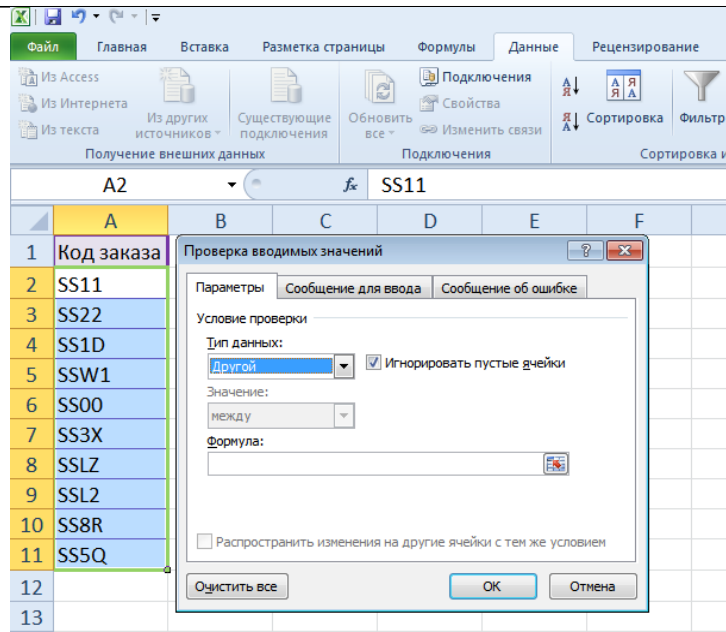 Файл Главная Вставка Разметка страницы Формулы Данные Рецензирование
Из Access
Из Интернета
Из текста
Из других источников
Существующие подключения
Обновить все
Подключения
Свойства
Изменить связи
А Я
Я А
Сортировка
Фильтр
Получение внешних данных Подключения Сортировка и
A2 fx SS11
A B C D E F
1 Код заказа
2 SS11
3 SS22
4 SS1D
5 SSW1
6 SS00
7 SS3X
8 SSLZ
9 SSL2
10 SS8R
11 SS5Q
12
13
Проверка вводимых значений
Параметры Сообщение для ввода Сообщение об ошибке
Условие проверки
Тип данных:
Другой Игнорировать пустые ячейки
Значение:
между
Формула:
Распространить изменения на другие ячейки с тем же условием
Очистить все ОК Отмена